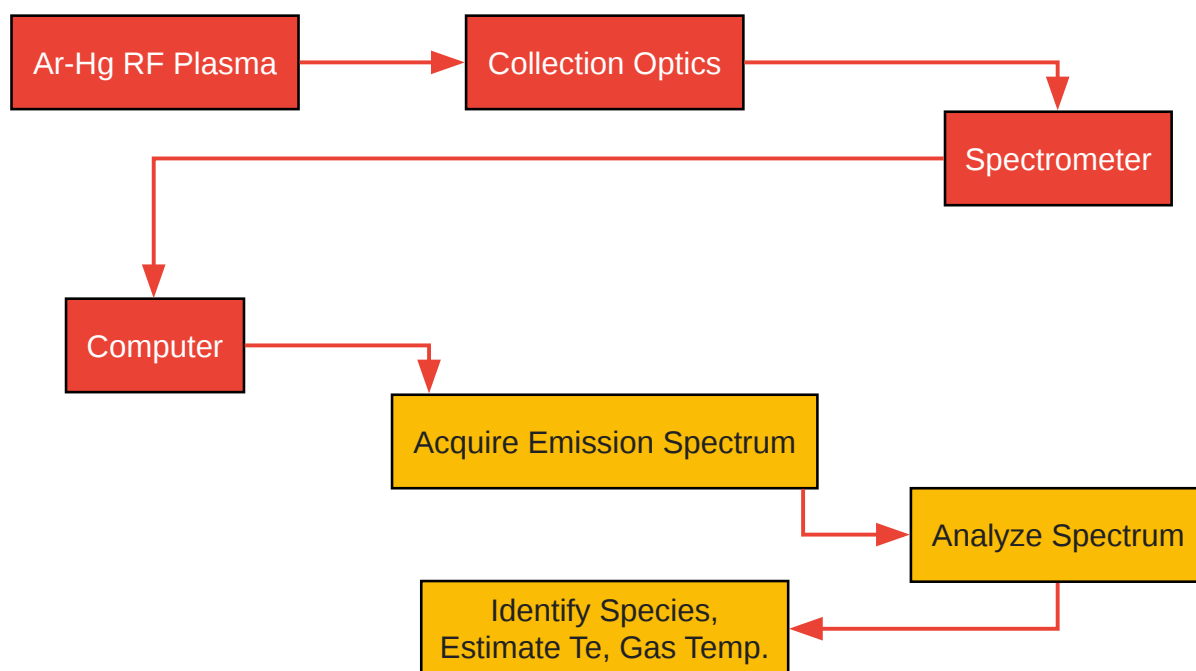 Ar-Hg RF Plasma
Collection Optics
Spectrometer
Computer
Acquire Emission Spectrum
Analyze Spectrum
Identify Species,
Estimate Te, Gas Temp.